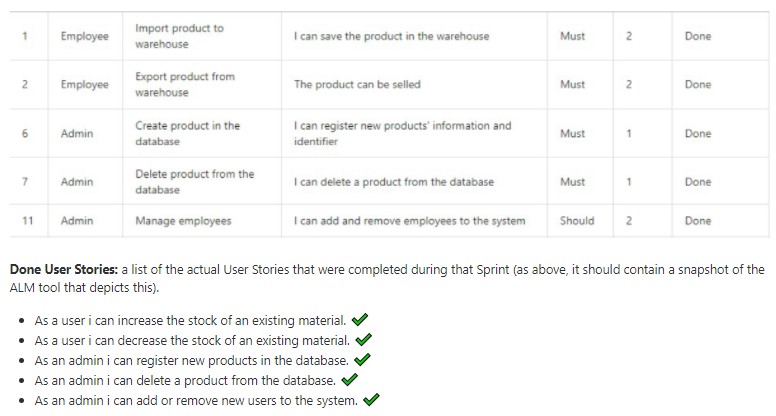 1 Employee Import product to warehouse I can save the product in the warehouse Must 2 Done
2 Employee Export product from warehouse The product can be selled Must 2 Done
6 Admin Create product in the database I can register new products' information and identifier Must 1 Done
7 Admin Delete product from the database I can delete a product from the database Must 1 Done
11 Admin Manage employees I can add and remove employees to the system Should 2 Done
Done User Stories: a list of the actual User Stories that were completed during that Sprint (as above, it should contain a snapshot of the
ALM tool that depicts this).
• As a user i can increase the stock of an existing material. ✔
• As a user i can decrease the stock of an existing material. ✔
• As an admin i can register new products in the database. ✔
• As an admin i can delete a product from the database. ✔
• As an admin i can add or remove new users to the system. ✔